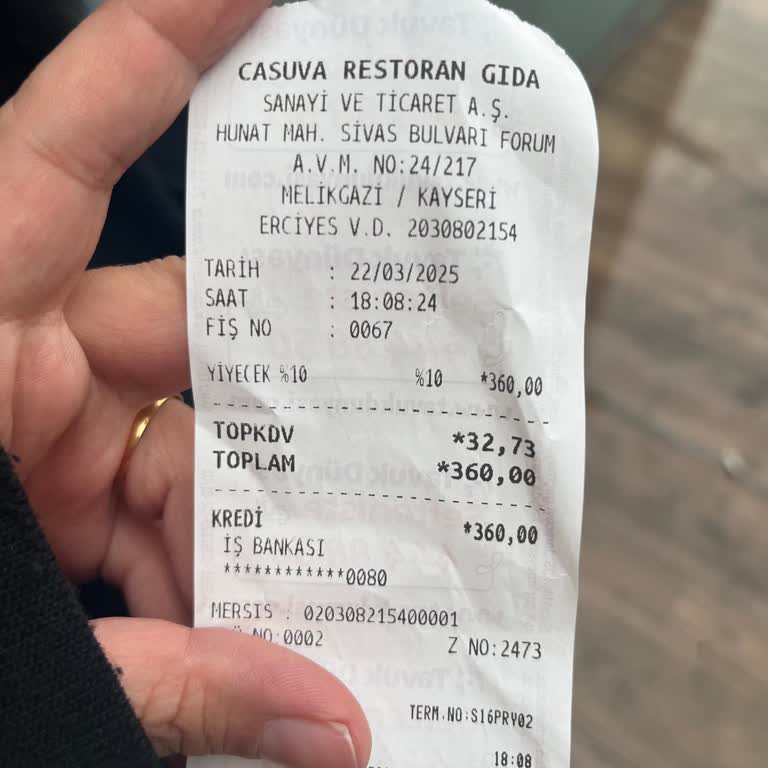 CASUVA RESTORAN GIDA
SANAYİ VE TİCARET A.Ş.
HUNAT MAH. SİVAS BULVARI FORUM
A.V.M. NO:24/217
MELİKGAZİ / KAYSERİ
ERCİYES V.D. 2030802154
TARİH : 22/03/2025
SAAT : 18:08:24
FİŞ NO : 0067
YİYECEK %10 %10 *360,00
TOPKDV *32,73
TOPLAM *360,00
KREDİ *360,00
İŞ BANKASI
************0080
MERSIS : 020308215400001
NO:0002 Z NO:2473
TERM.NO:S16PRY02
18:08